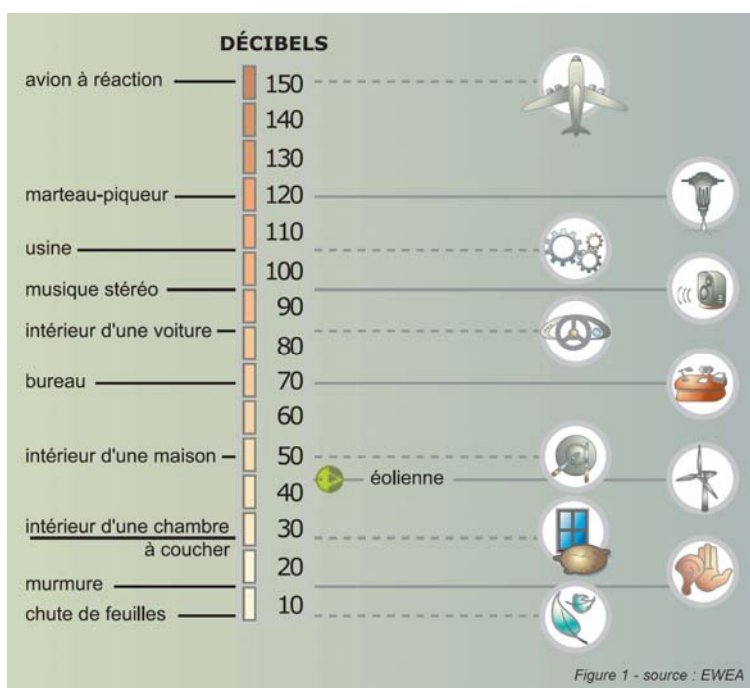 DÉCIBELS
avion à réaction 150
140
130
marteau-piqueur 120
110
usine
100
musique stéréo
90
intérieur d'une voiture
80
bureau 70
60
intérieur d'une maison 50
éolienne
40
intérieur d'une chambre 30
à coucher
20
murmure
10
chute de feuilles
Figure 1 - source : EWEA